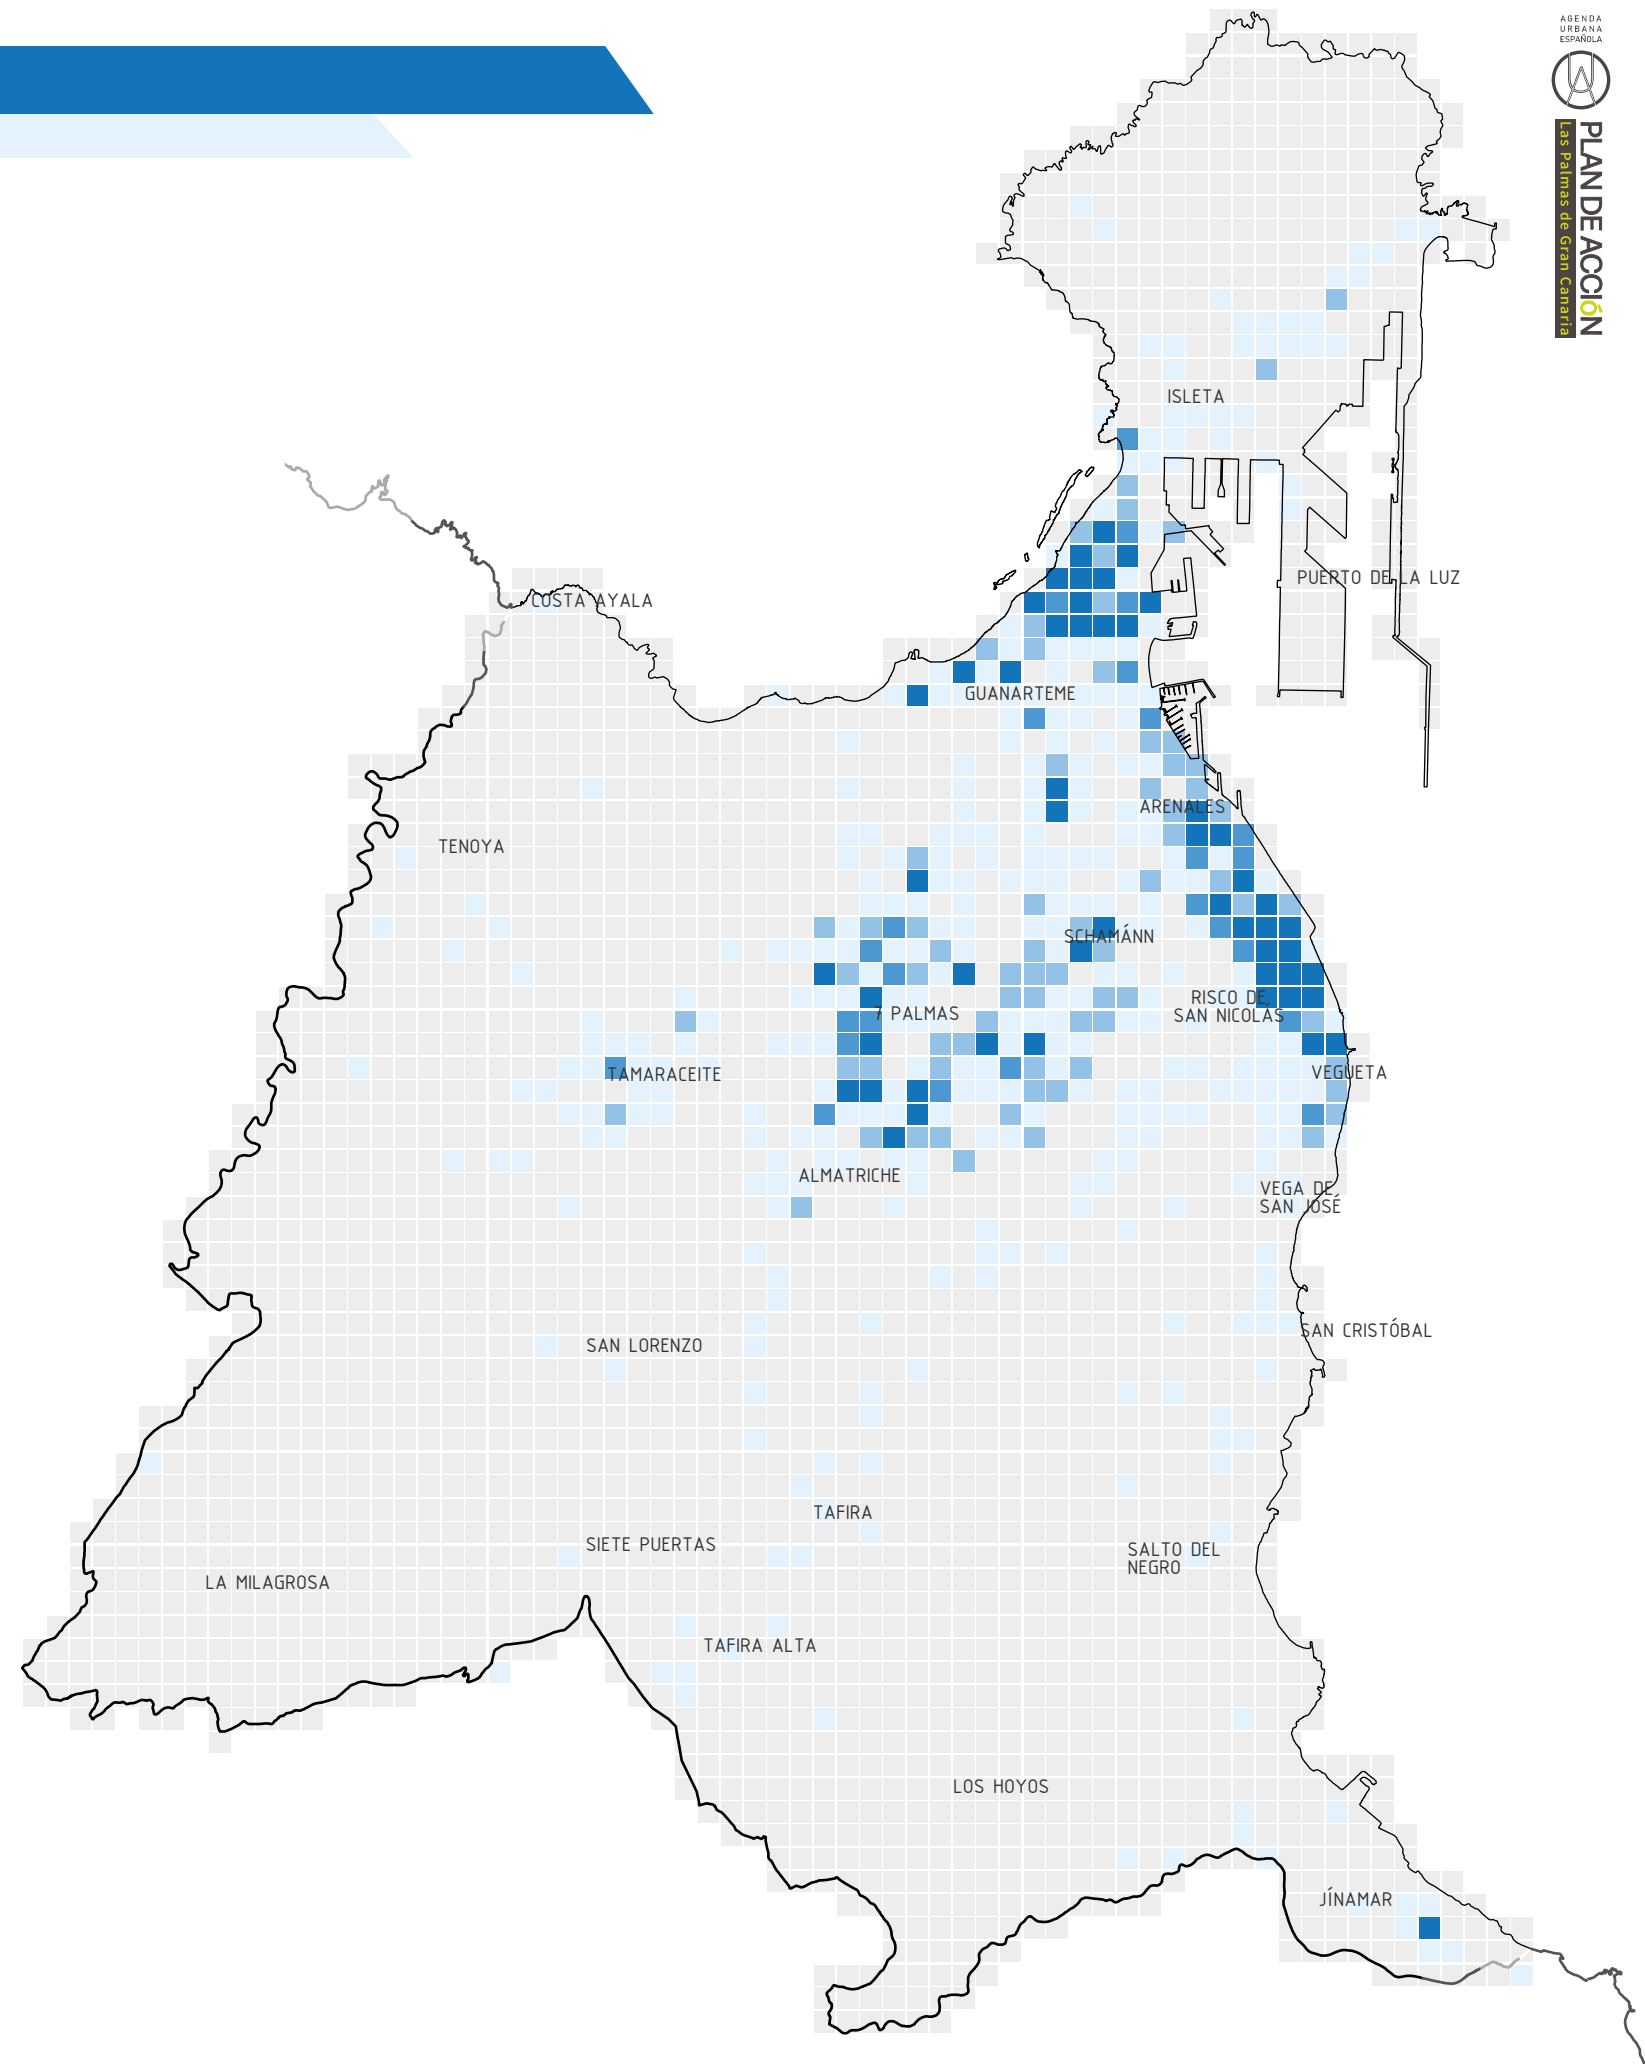 AGENDA
URBANA
ESPAÑOLA
PLAN DE ACCIÓN
Las Palmas de Gran Canaria
ISLETA
PUERTO DE LA LUZ
COSTA AYALA
GUANARTEME
ARENALES
TENOYA
SCHAMÁNN
RISCO DE
SAN NICOLÁS
7 PALMAS
TAMARACEITE
VEGUETA
ALMATRICHE
VEGA DE
SAN JOSÉ
SAN CRISTÓBAL
SAN LORENZO
TAFIRA
SIETE PUERTAS
SALTO DEL
NEGRO
LA MILAGROSA
TAFIRA ALTA
LOS HOYOS
JÍNAMAR